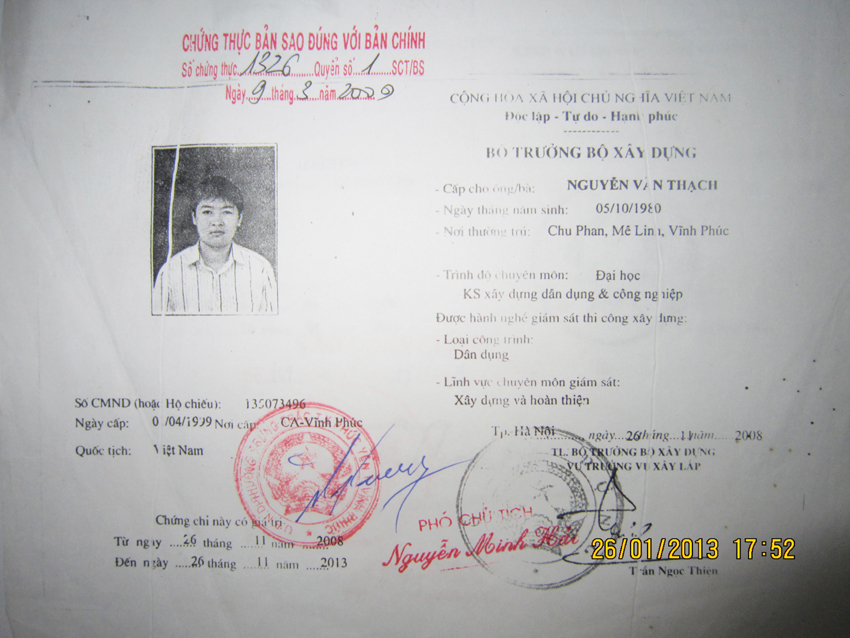 CHỨNG THỰC BẢN SAO ĐÚNG VỚI BẢN CHÍNH
Số chứng thực 1326 Quyển số 1 SCT/BS
Ngày 9 tháng 3 năm 2009
CỘNG HÒA XÃ HỘI CHỦ NGHĨA VIỆT NAM
Độc lập - Tự do - Hạnh phúc
BỘ TRƯỞNG BỘ XÂY DỰNG
- Cấp cho ông/bà: NGUYỄN VĂN THẠCH
- Ngày tháng năm sinh: 05/10/1980
- Nơi thường trú: Chu Phan, Mê Linh, Vĩnh Phúc
- Trình độ chuyên môn: Đại học
KS xây dựng dân dụng & công nghiệp
Được hành nghề giám sát thi công xây dựng:
- Loại công trình:
Dân dụng
- Lĩnh vực chuyên môn giám sát:
Xây dựng và hoàn thiện
Số CMND (hoặc Hộ chiếu): 135073496
Ngày cấp: 0 /04/1999 Nơi cấp: CA-Vĩnh Phúc
Quốc tịch: Việt Nam
Chứng chỉ này có giá trị
Từ ngày 26 tháng 11 năm 2008
Đến ngày 26 tháng 11 năm 2013
Tp. Hà Nội ngày 26 tháng 11 năm 2008
TL. BỘ TRƯỞNG BỘ XÂY DỰNG
VỤ TRƯỞNG VỤ XÂY LẮP
PHÓ CHỦ TỊCH
Nguyễn Minh Hải
Trần Ngọc Thiện
26/01/2013 17:52